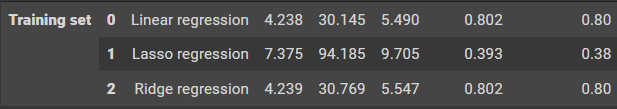 Training set 0 Linear regression 4.238 30.145 5.490 0.802 0.80
1 Lasso regression 7.375 94.185 9.705 0.393 0.38
2 Ridge regression 4.239 30.769 5.547 0.802 0.80